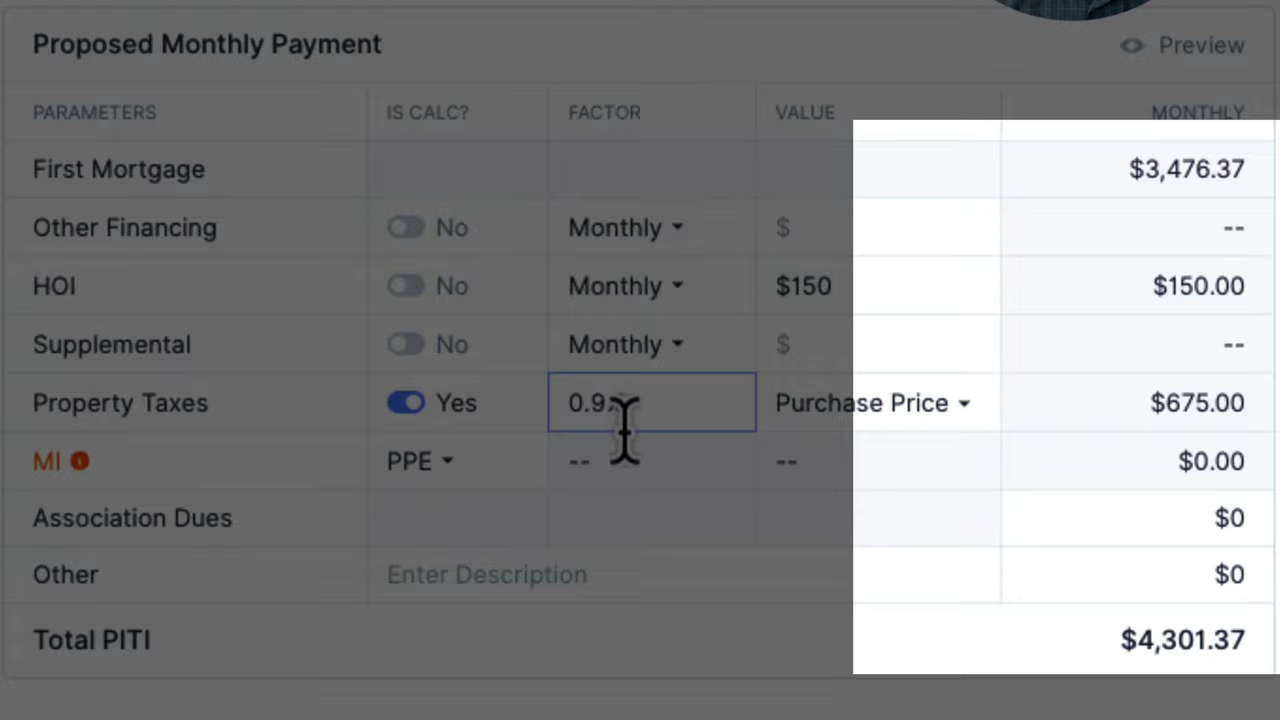 Proposed Monthly Payment Preview
PARAMETERS IS CALC? FACTOR VALUE MONTHLY
First Mortgage $3,476.37
Other Financing No Monthly $ --
HOI No Monthly $150 $150.00
Supplemental No Monthly $ --
Property Taxes Yes 0.9 Purchase Price $675.00
MI PPE -- -- $0.00
Association Dues $0
Other Enter Description $0
Total PITI $4,301.37